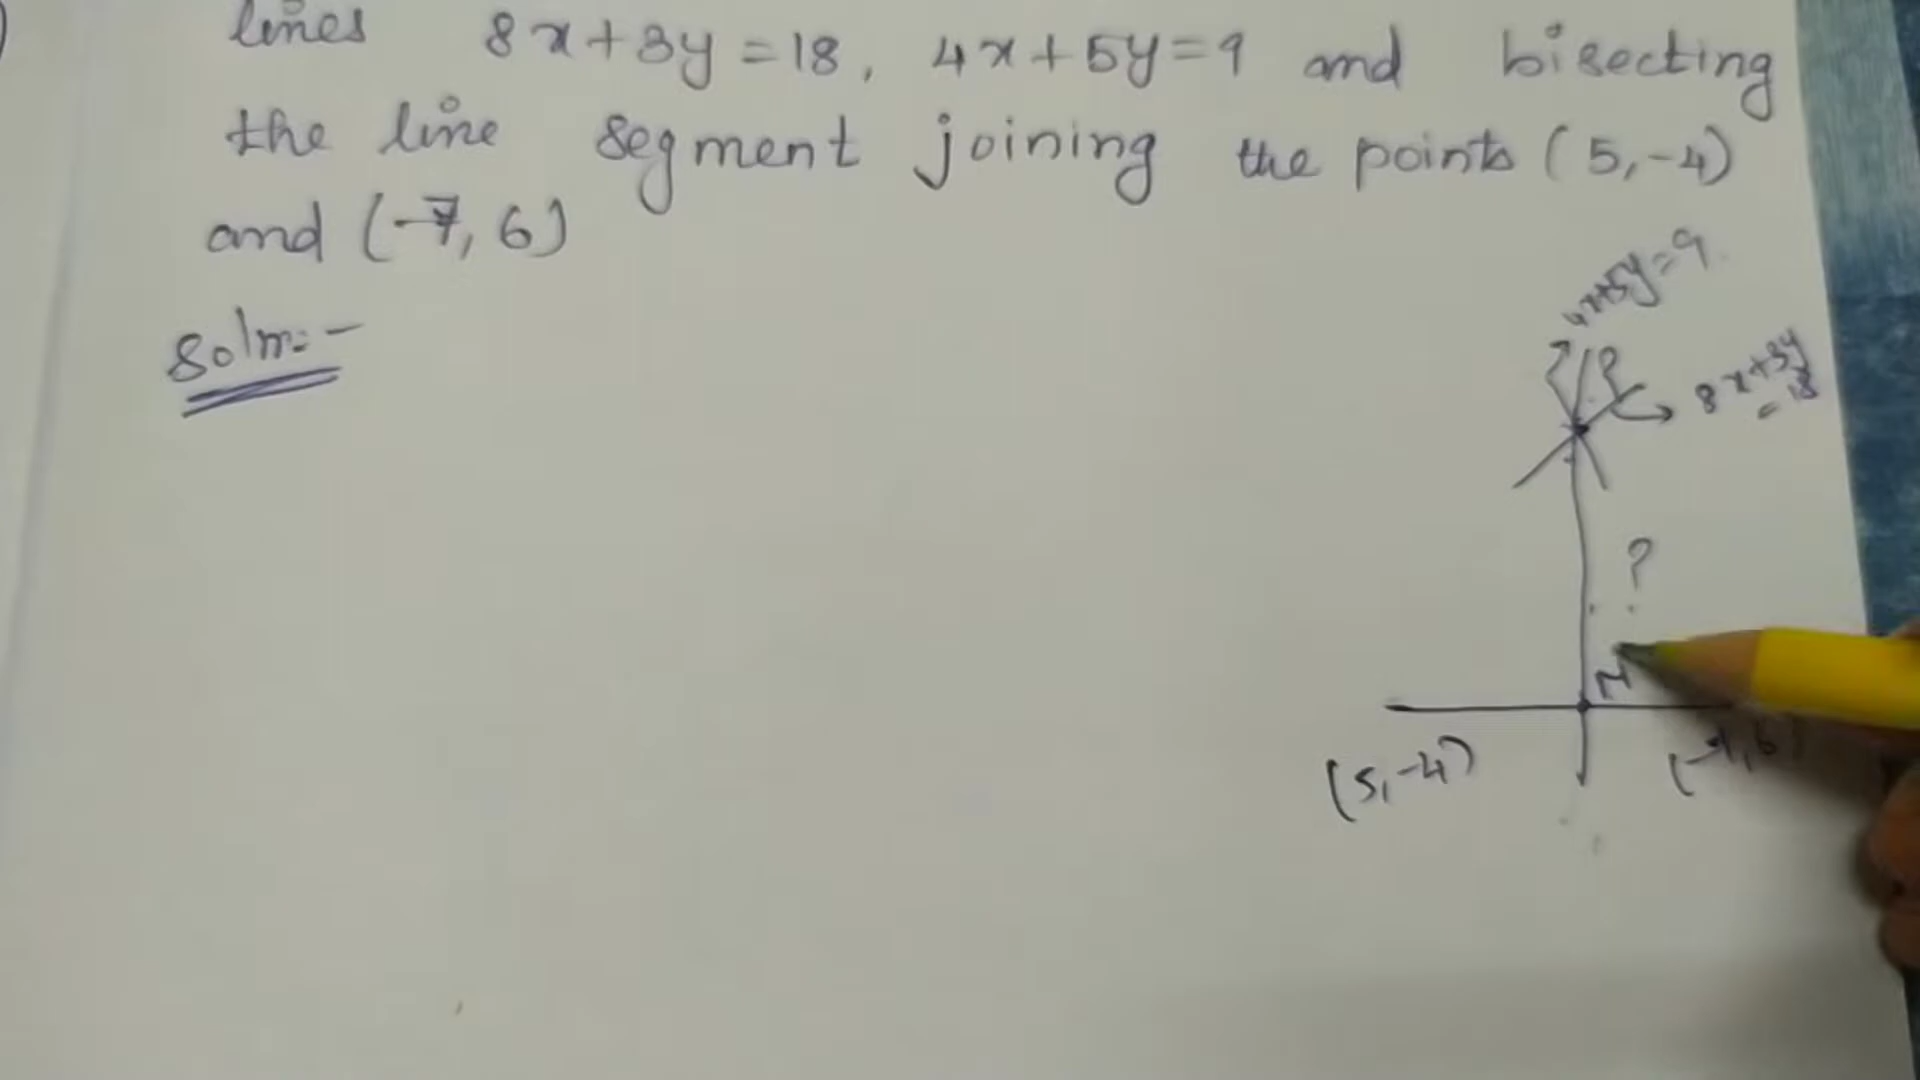 )
lines 8x+3y=18, 4x+5y=9 and bisecting
the line segment joining the points (5,-4)
and (-7, 6)
Soln:-
4x+5y=9
8x+3y
=18
?
M
(5,-4)